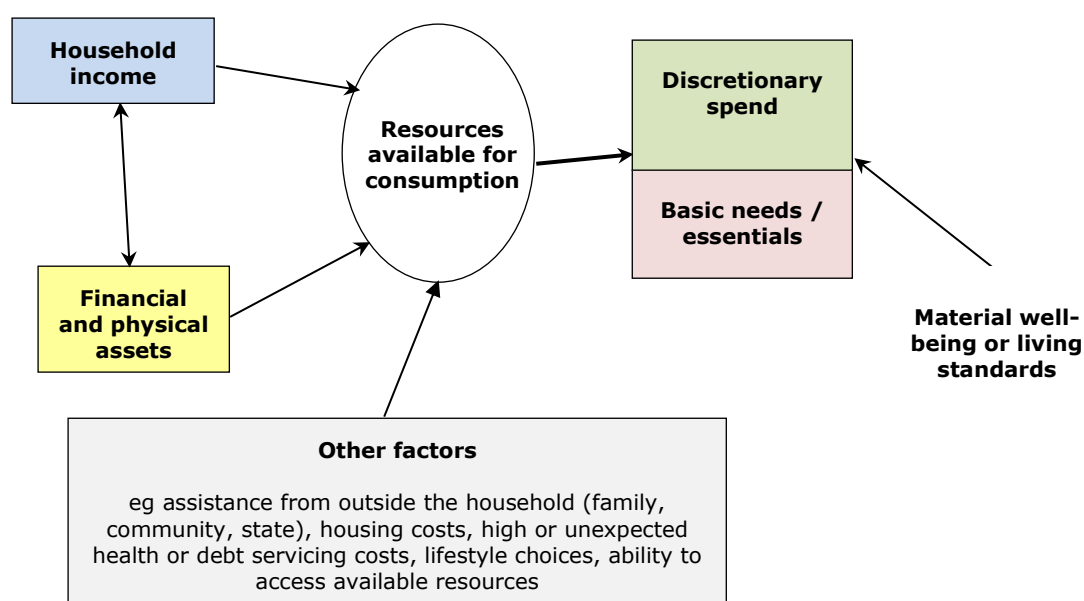 Household
income
Resources
available for
consumption
Discretionary
spend
Basic needs /
essentials
Financial
and physical
assets
Material well-
being or living
standards
Other factors
eg assistance from outside the household (family,
community, state), housing costs, high or unexpected
health or debt servicing costs, lifestyle choices, ability to
access available resources